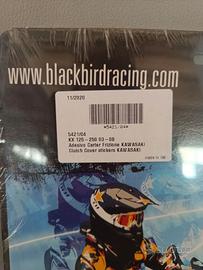 www.blackbirdracing.com
11/2020
*5421/04*
5421/04
KX 125-250 03-08
Adesivo Carter Frizione KAWASAKI
Clutch Cover stickers KAWASAKI